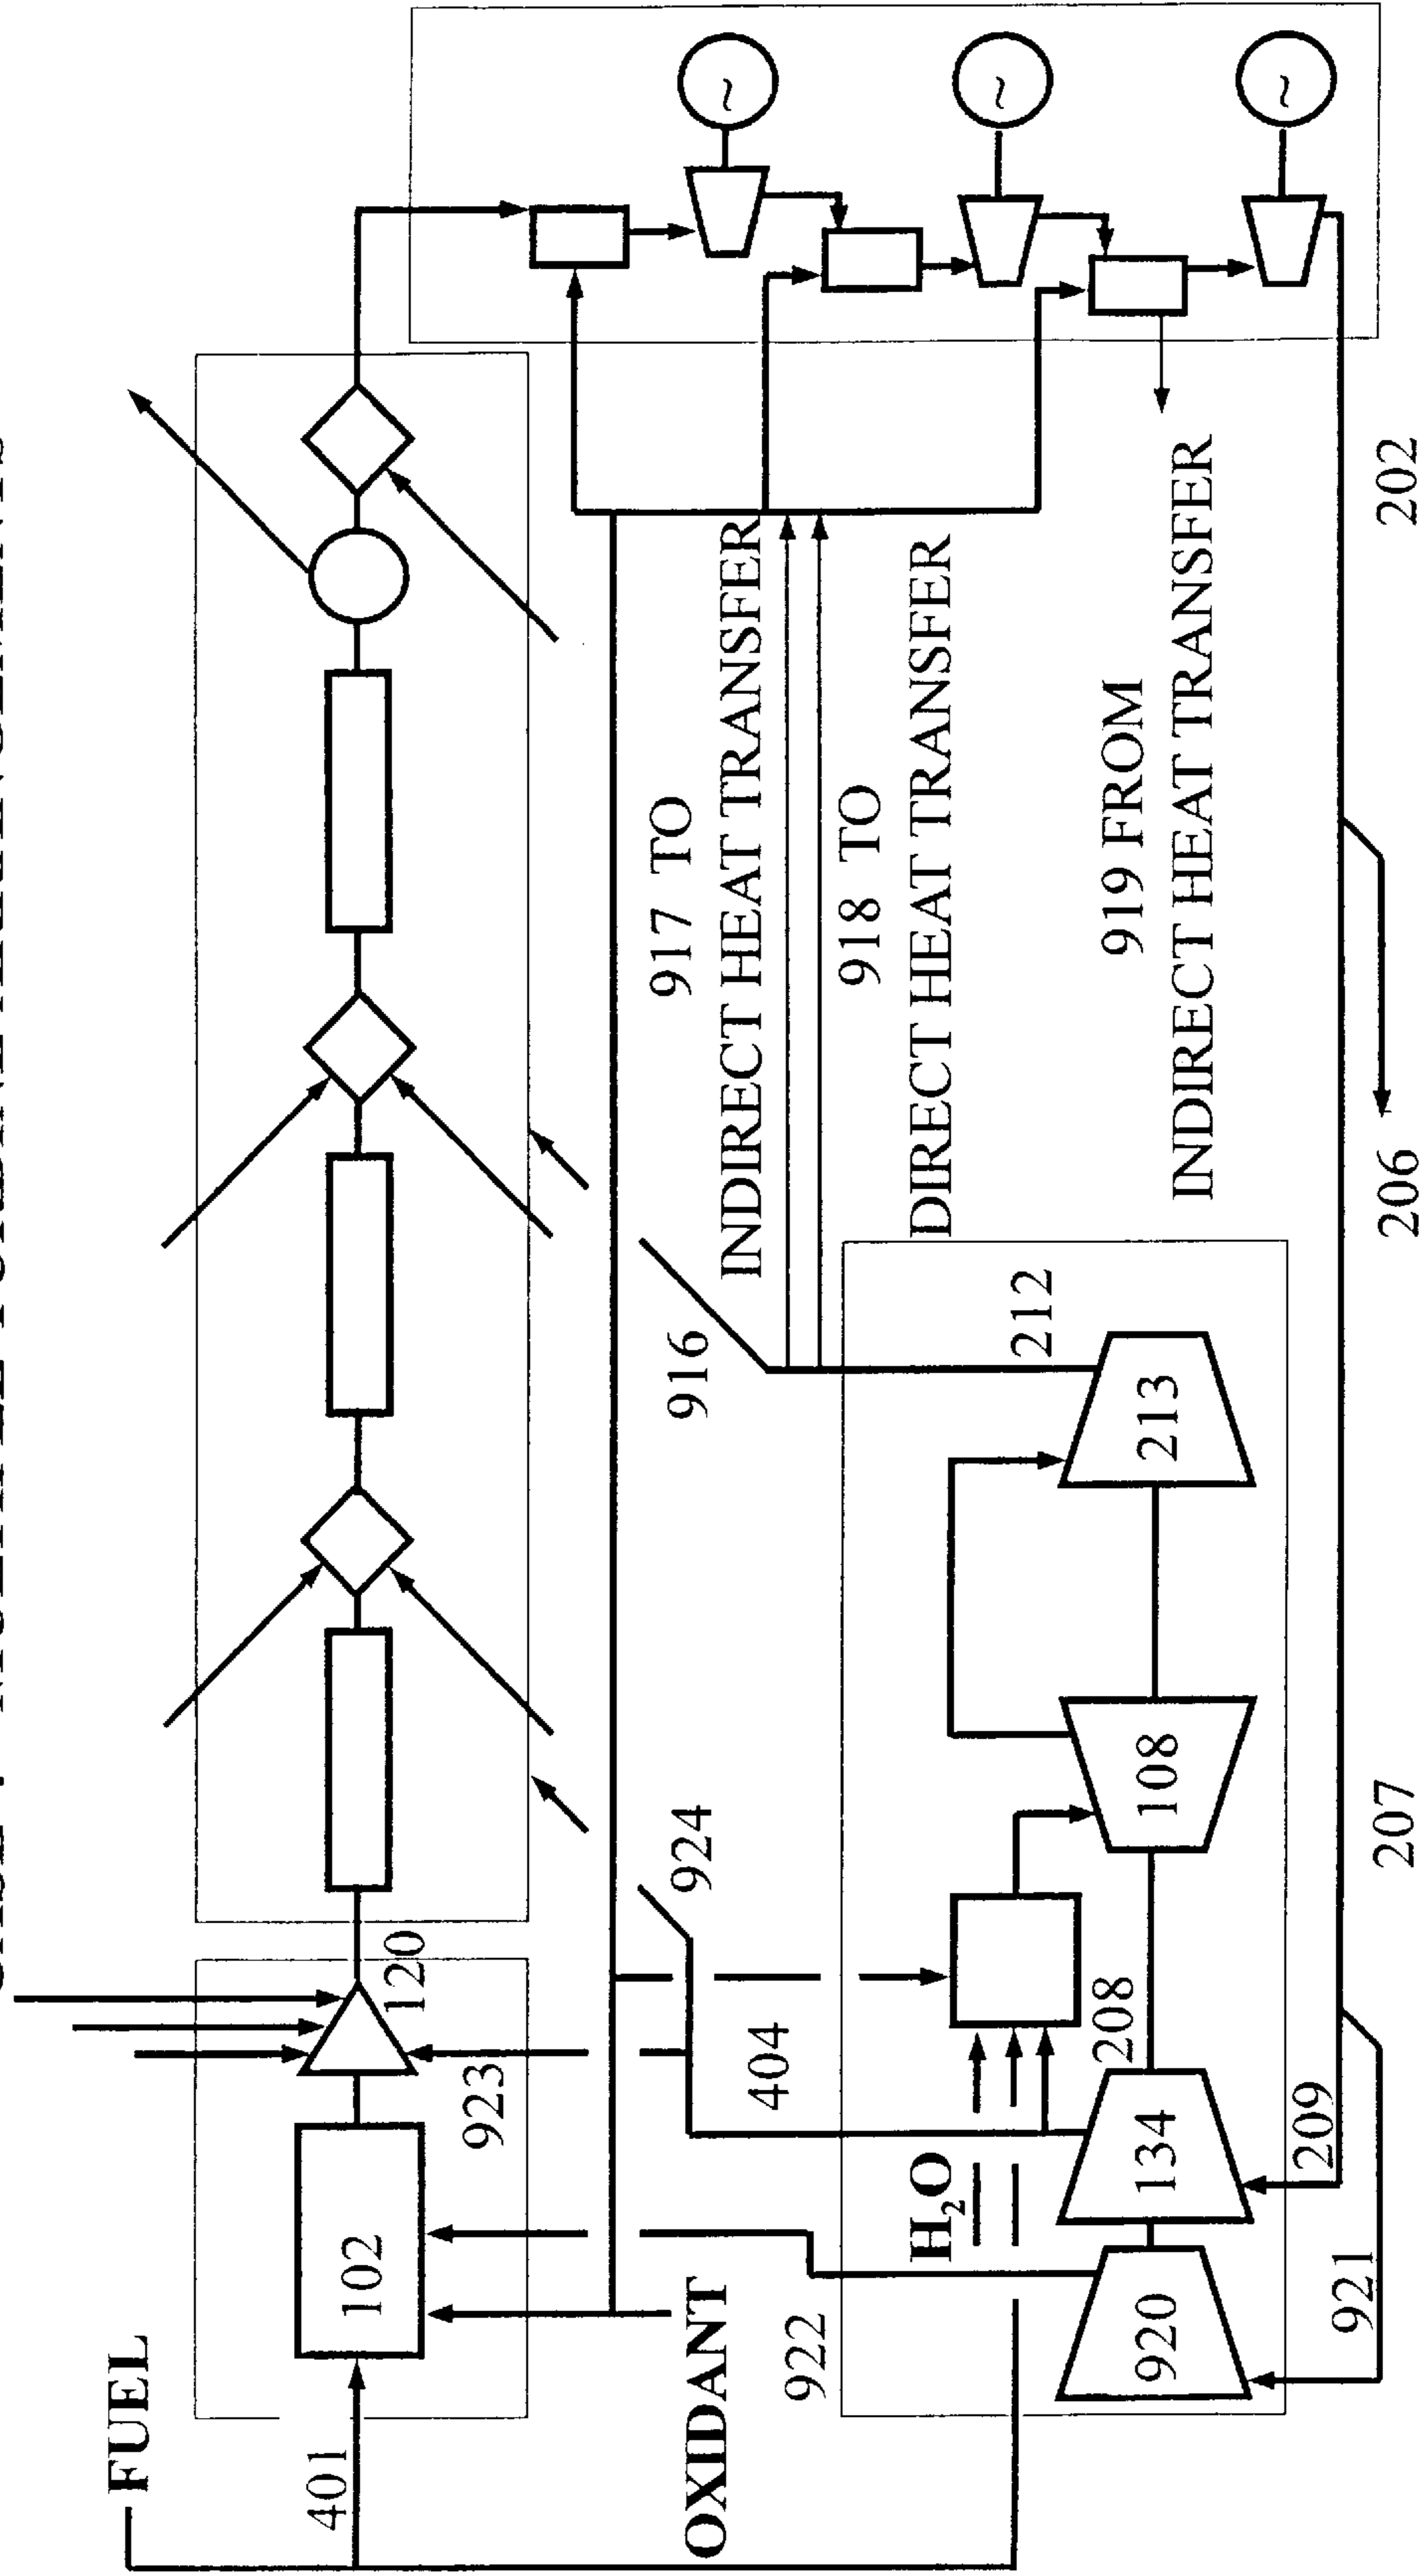 FUEL
401
102
120
923
OXIDANT
922
924
404
916
917 TO
INDIRECT HEAT TRANSFER
918 TO
DIRECT HEAT TRANSFER
919 FROM
INDIRECT HEAT TRANSFER
H₂O
208
212
920
134
108
213
209
921
207
206
202
~
~
~